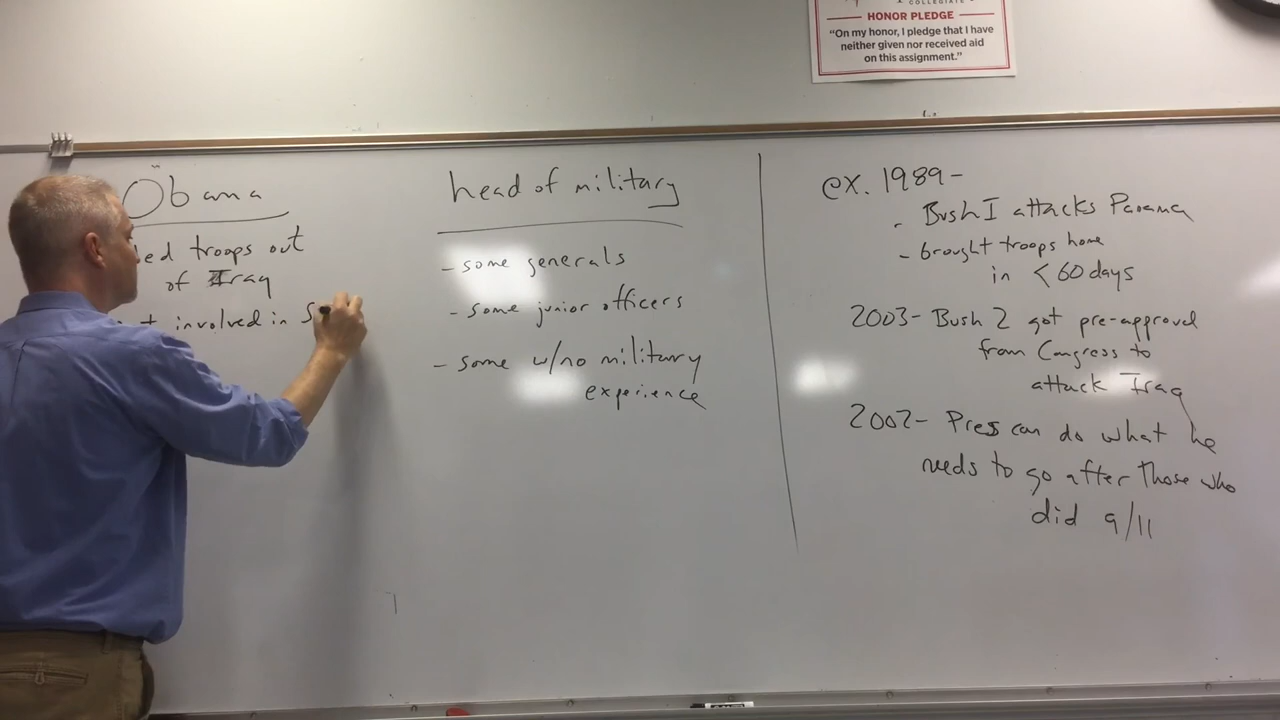 COLLEGIATE
HONOR PLEDGE
“On my honor, I pledge that I have
neither given nor received aid
on this assignment.”
Obama
troops out
of Iraq
involved in S
head of military
- some generals
- some junior officers
- some w/no military
experience
ex. 1989-
- Bush I attacks Panama
- brought troops home
in < 60 days
2003- Bush 2 got pre-approval
from Congress to
attack Iraq
2002- Pres can do what he
needs to go after those who
did 9/11